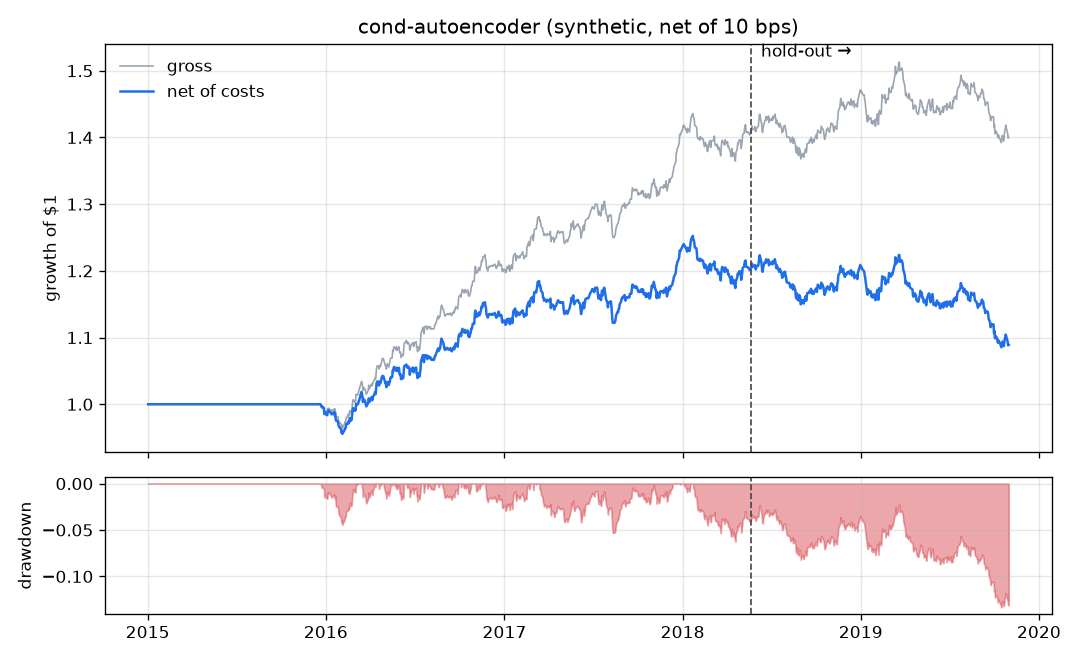 cond-autoencoder (synthetic, net of 10 bps)
hold-out →
gross
net of costs
growth of $1
1.5
1.4
1.3
1.2
1.1
1.0
drawdown
0.00
−0.05
−0.10
2015
2016
2017
2018
2019
2020